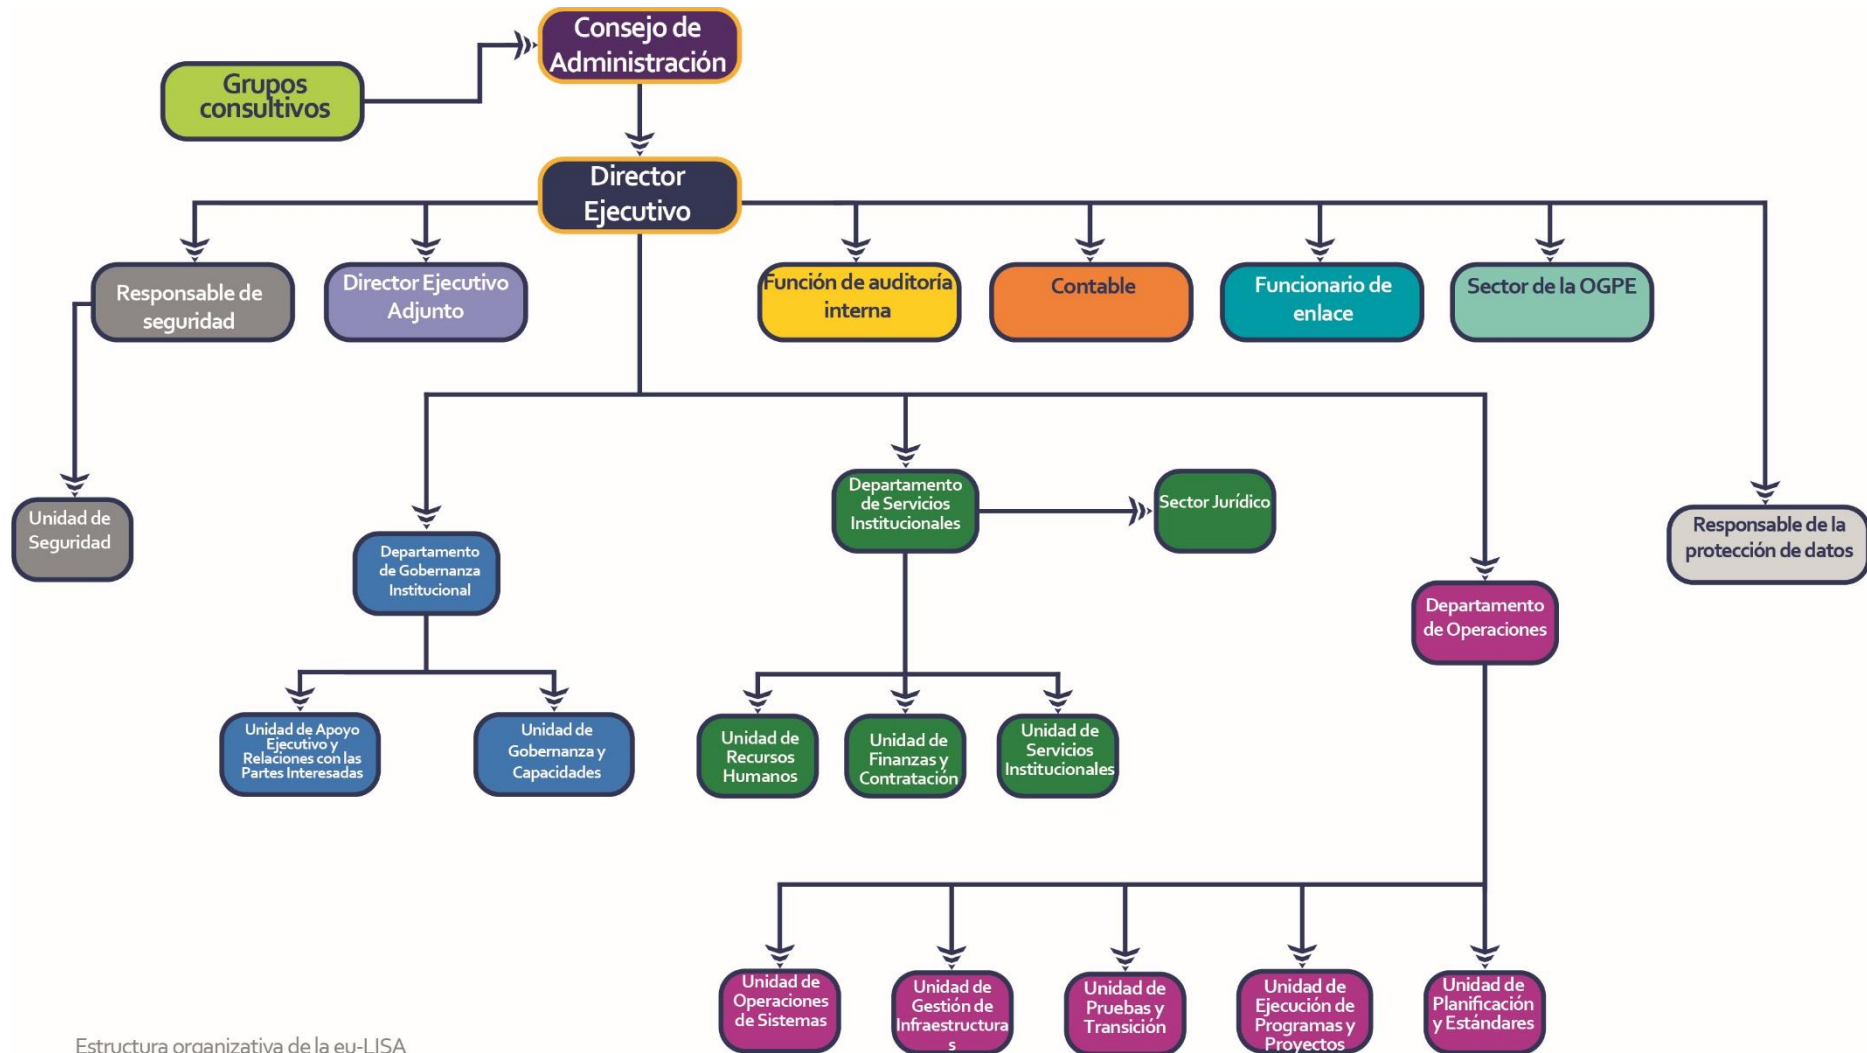 Consejo de
Administración
Grupos
consultivos
Director
Ejecutivo
Responsable de
seguridad
Director Ejecutivo
Adjunto
Función de auditoría
interna
Contable
Funcionario de
enlace
Sector de la OGPE
Unidad de
Seguridad
Departamento
de Gobernanza
Institucional
Departamento
de Servicios
Institucionales
Sector Jurídico
Departamento
de Operaciones
Responsable de la
protección de datos
Unidad de Apoyo
Ejecutivo y
Relaciones con las
Partes Interesadas
Unidad de
Gobernanza y
Capacidades
Unidad de
Recursos
Humanos
Unidad de
Finanzas y
Contratación
Unidad de
Servicios
Institucionales
Unidad de
Operaciones
de Sistemas
Unidad de
Gestión de
Infraestructura
s
Unidad de
Pruebas y
Transición
Unidad de
Ejecución de
Programas y
Proyectos
Unidad de
Planificación
y Estándares
Estructura organizativa de la eu-LISA